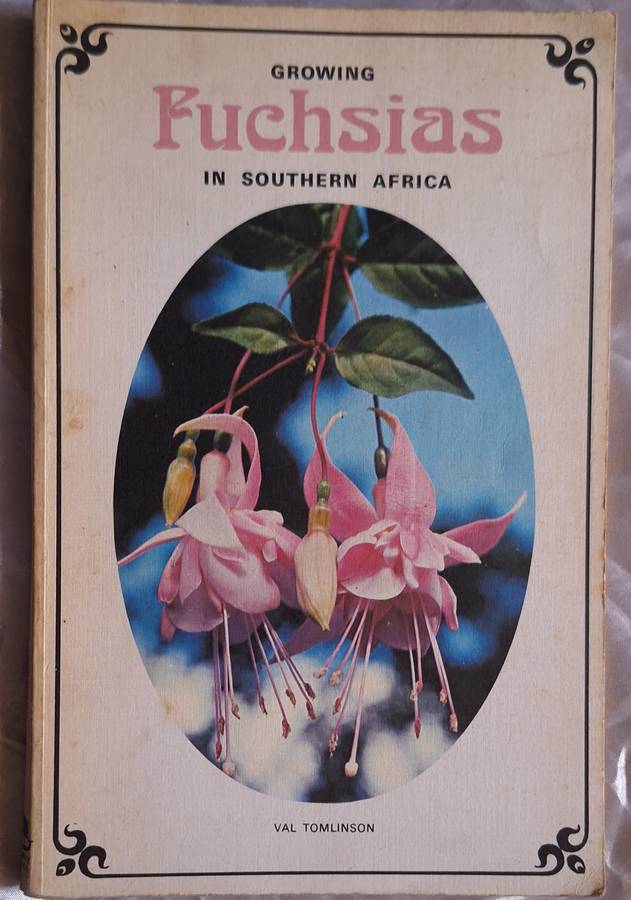 GROWING
Fuchsias
IN SOUTHERN AFRICA
VAL TOMLINSON